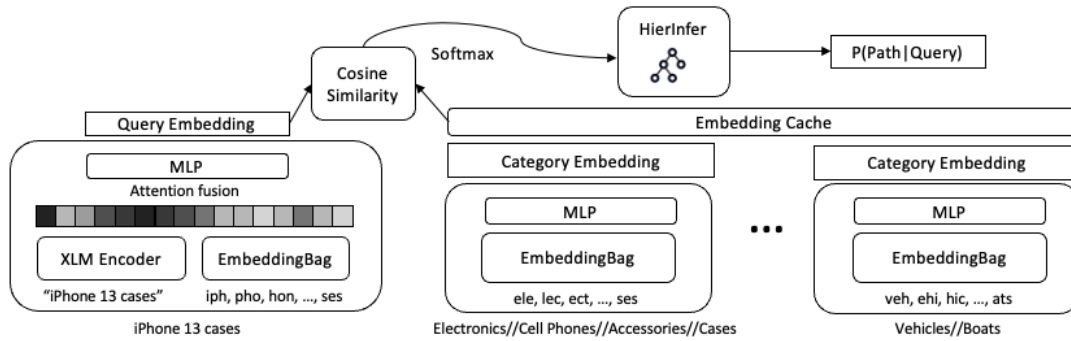 HierInfer
Softmax
P(Path|Query)
Cosine
Similarity
Query Embedding
Embedding Cache
MLP
Attention fusion
XLM Encoder
EmbeddingBag
“iPhone 13 cases”
iph, pho, hon, ..., ses
iPhone 13 cases
Category Embedding
MLP
EmbeddingBag
ele, lec, ect, ..., ses
Electronics//Cell Phones//Accessories//Cases
...
Category Embedding
MLP
EmbeddingBag
veh, ehi, hic, ..., ats
Vehicles//Boats